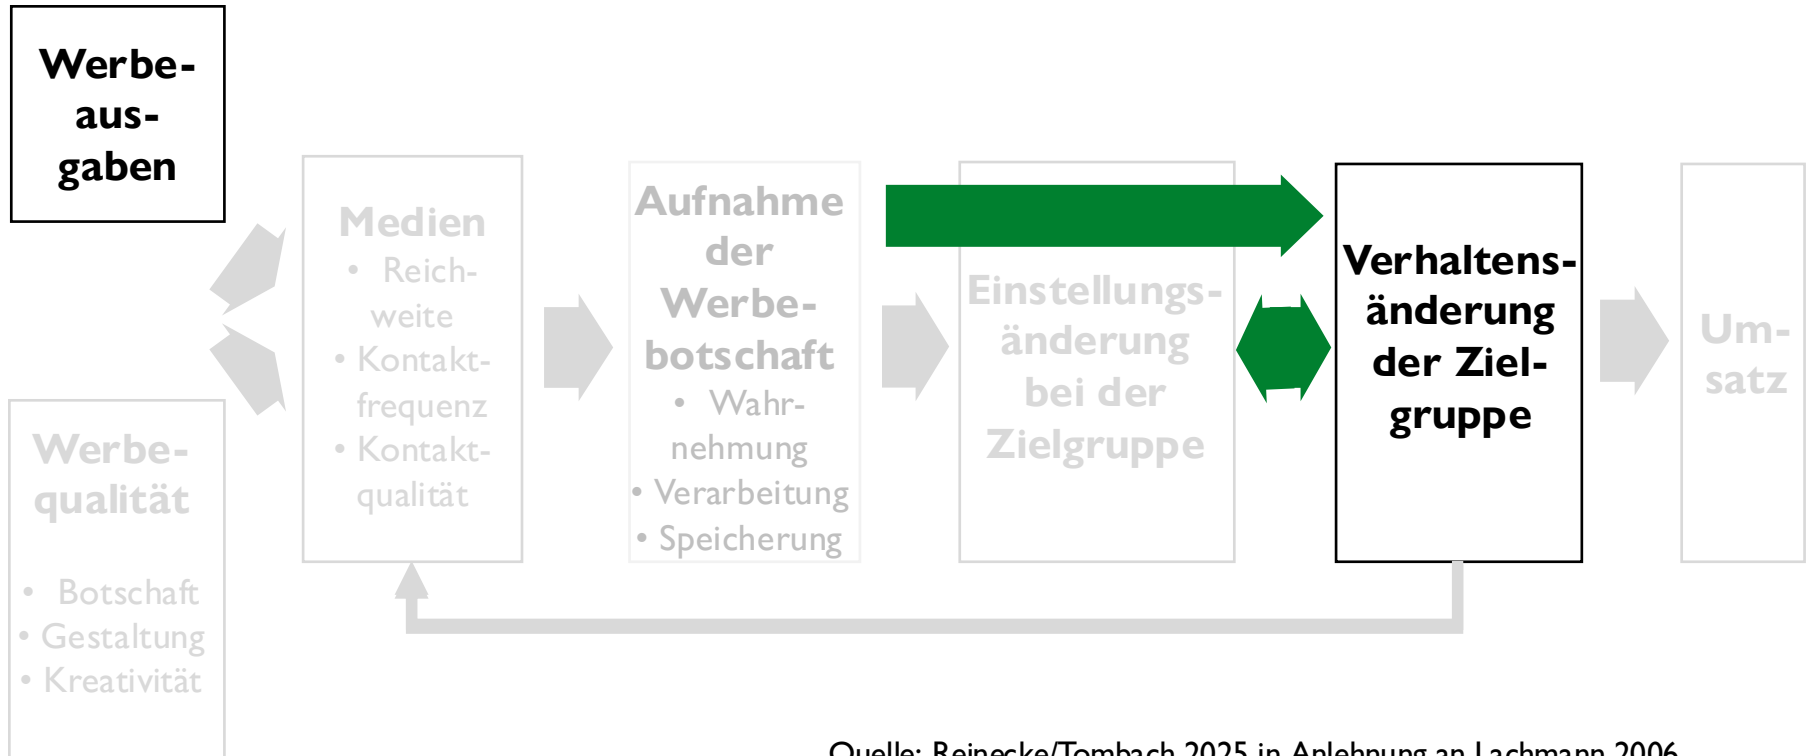 Werbe-
aus-
gaben
Werbe-
qualität
• Botschaft
• Gestaltung
• Kreativität
Medien
• Reich-
weite
• Kontakt-
frequenz
• Kontakt-
qualität
Aufnahme
der
Werbe-
botschaft
• Wahr-
nehmung
• Verarbeitung
• Speicherung
Einstellungs-
änderung
bei der
Zielgruppe
Verhaltens-
änderung
der Ziel-
gruppe
Um-
satz
Quelle: Reinecke/Tombach 2025 in Anlehnung an Lachmann 2006